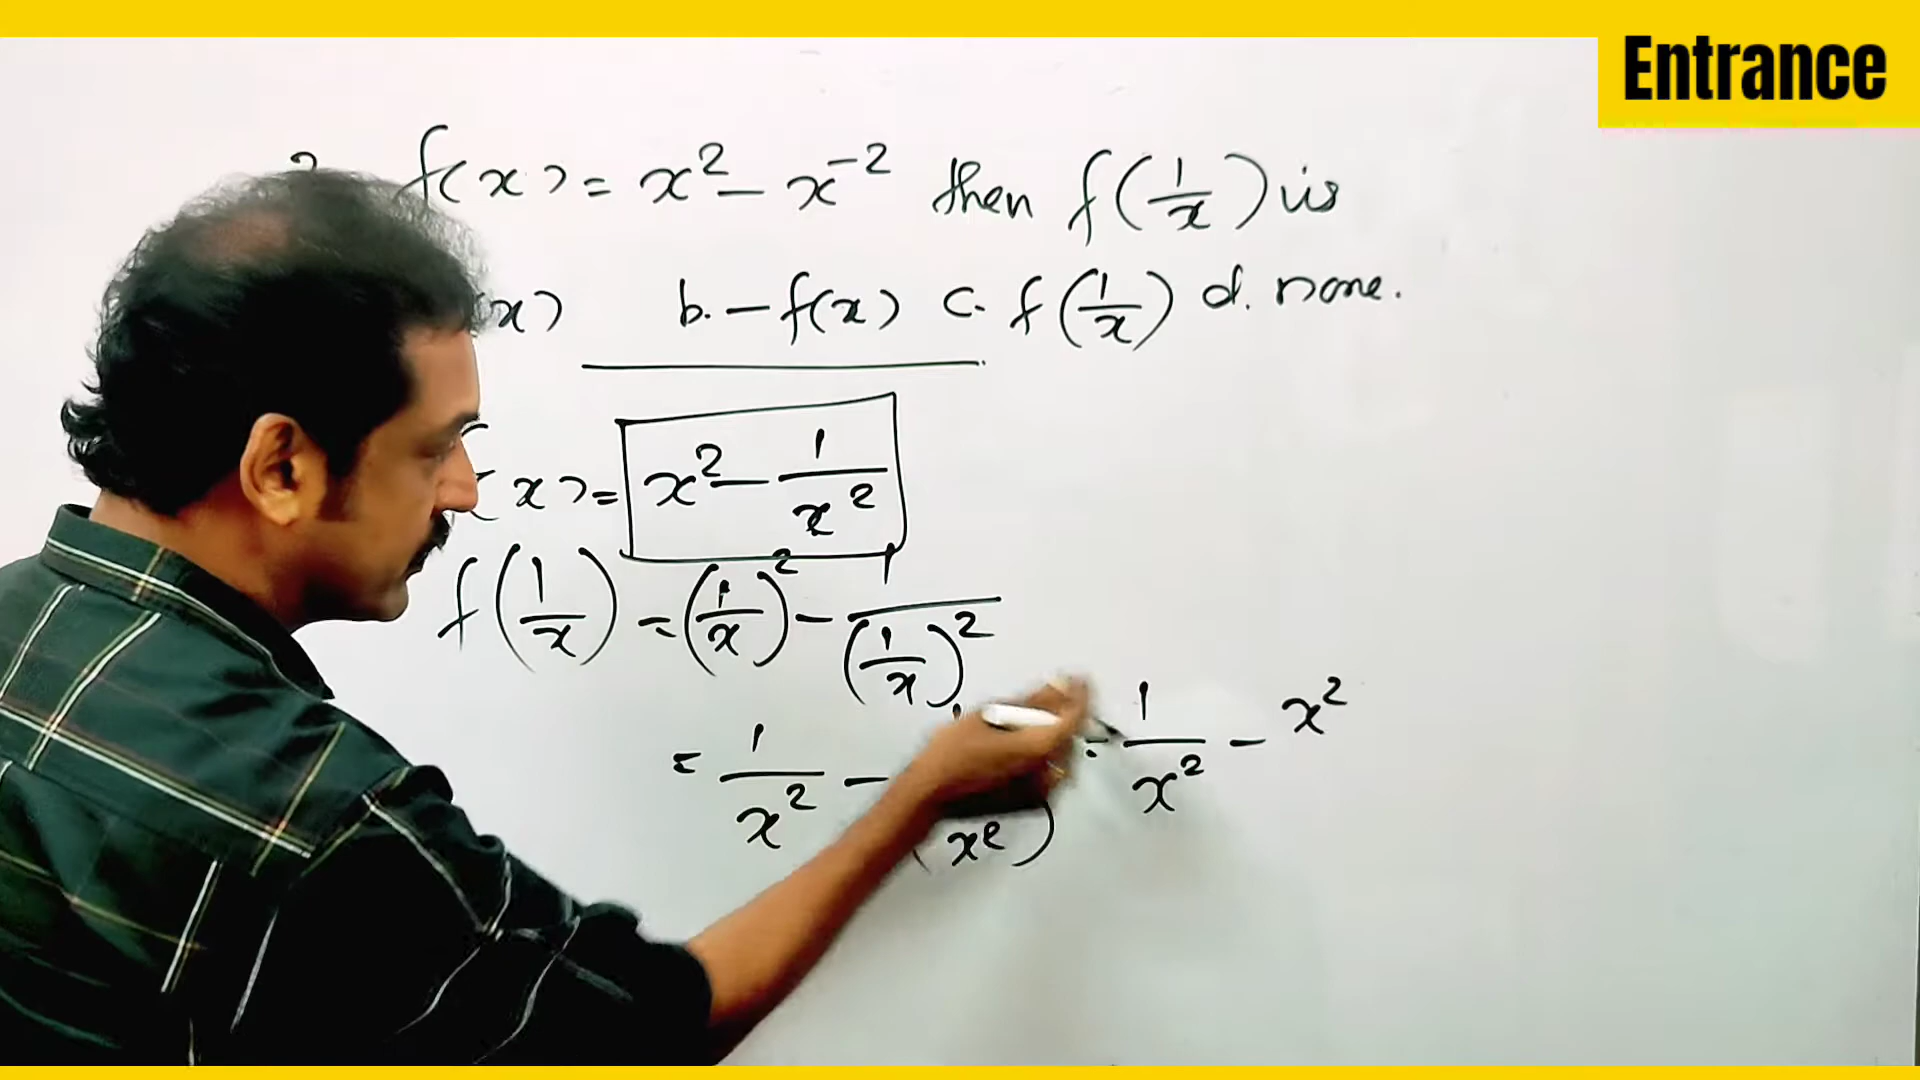 Entrance
f(x) = x² - x⁻² then f(1/x) is
x) b. -f(x) c. f(1/x) d. none.
(x) = x² - 1/x²
f(1/x) = (1/x)² - 1/(1/x)²
= 1/x² - x² ) = 1/x² - x²